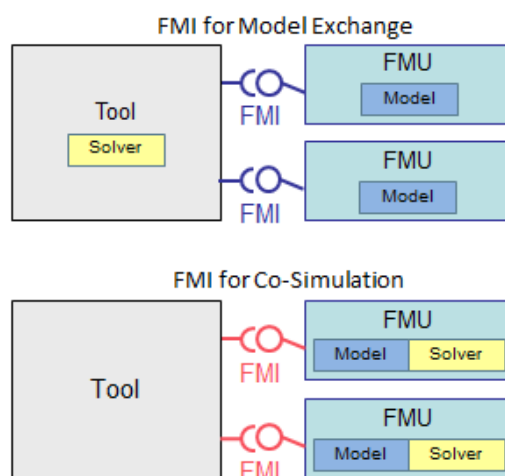 FMI for Model Exchange
FMU
Model
Tool
Solver
FMI
FMU
Model
FMI
FMI for Co-Simulation
FMU
Model Solver
FMI
Tool
FMU
Model Solver
FMI